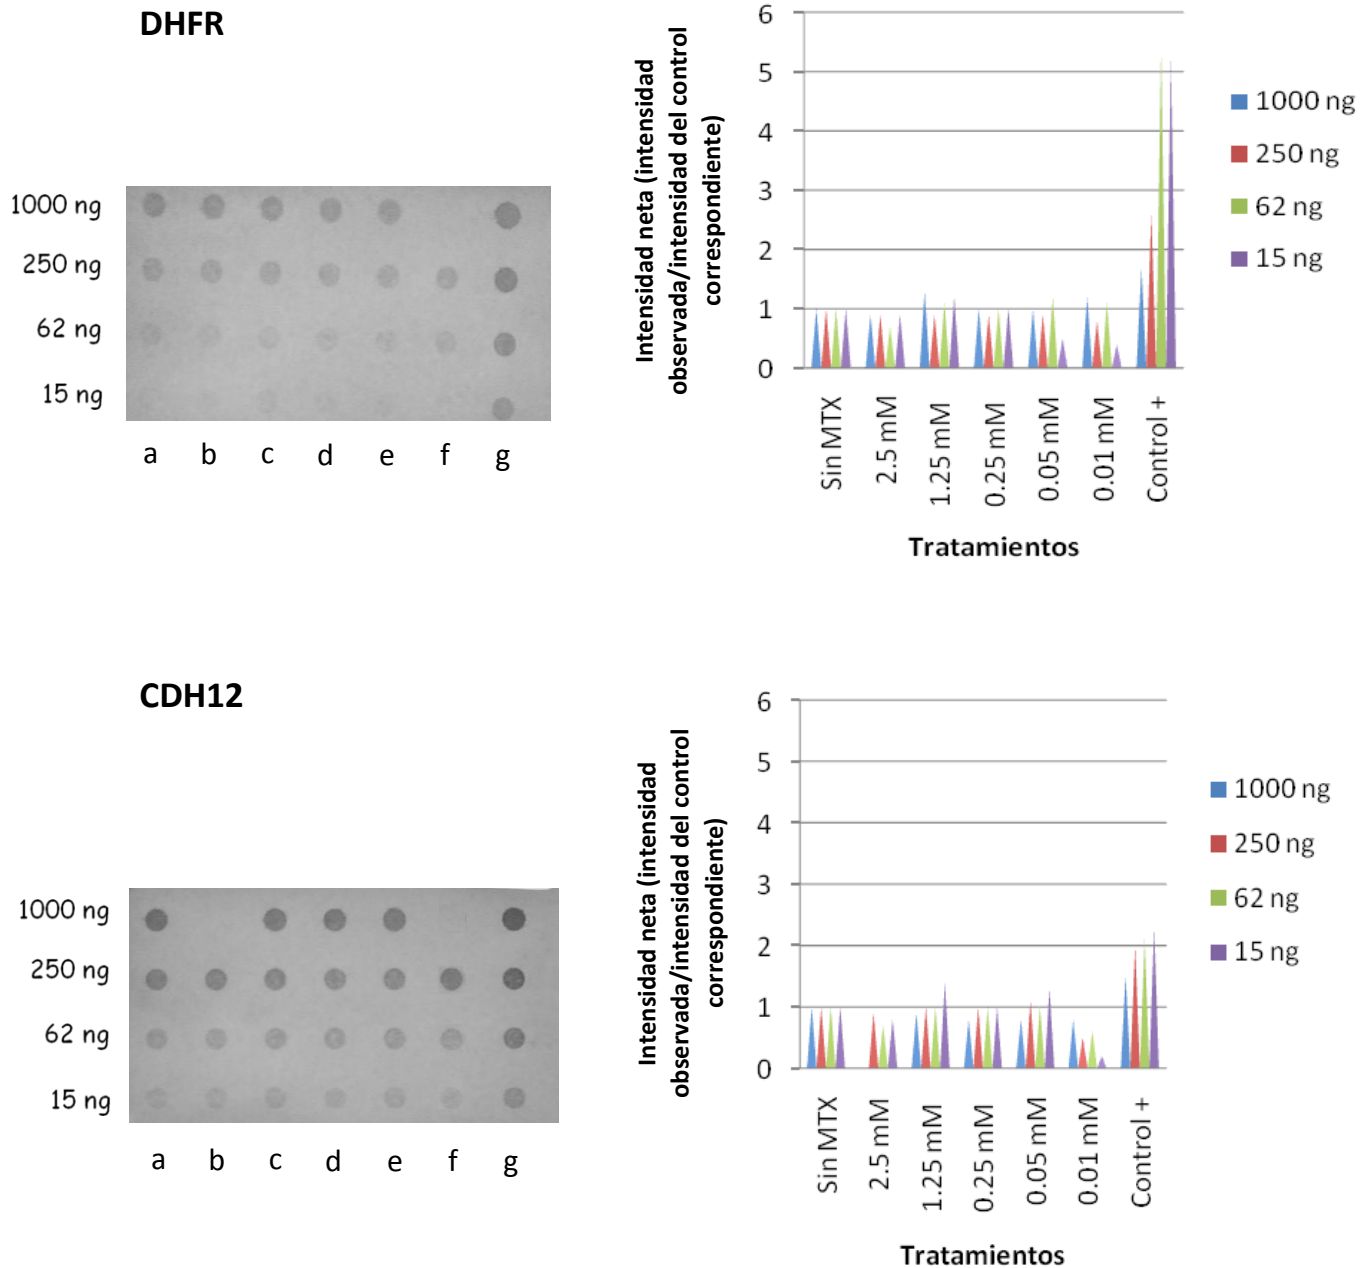 DHFR
1000 ng
250 ng
62 ng
15 ng
a b c d e f g
Intensidad neta (intensidad
observada/intensidad del control
correspondiente)
6
5
4
3
2
1
0
Sin MTX
2.5 mM
1.25 mM
0.25 mM
0.05 mM
0.01 mM
Control +
Tratamientos
1000 ng
250 ng
62 ng
15 ng
CDH12
1000 ng
250 ng
62 ng
15 ng
a b c d e f g
Intensidad neta (intensidad
observada/intensidad del control
correspondiente)
6
5
4
3
2
1
0
Sin MTX
2.5 mM
1.25 mM
0.25 mM
0.05 mM
0.01 mM
Control +
Tratamientos
1000 ng
250 ng
62 ng
15 ng